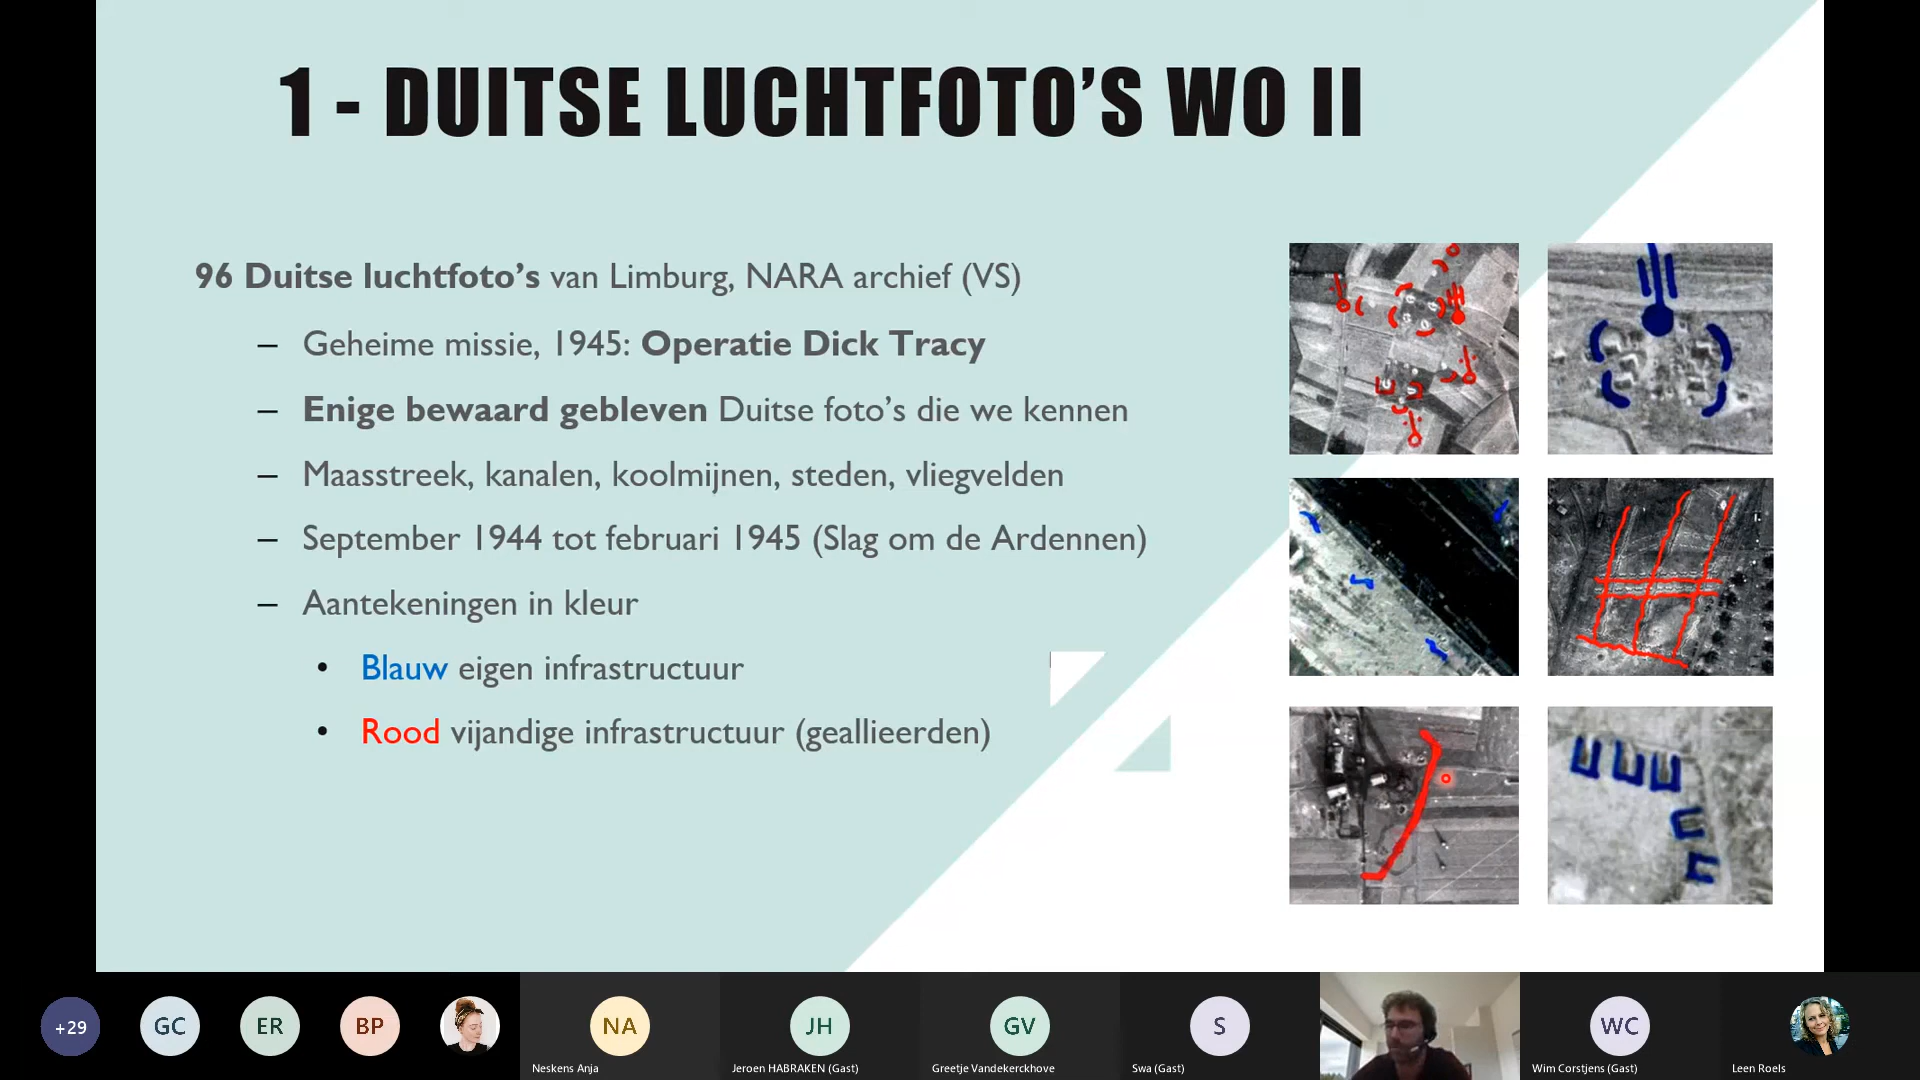 1 - DUITSE LUCHTFOTO'S WO II
96 Duitse luchtfoto's van Limburg, NARA archief (VS)
– Geheime missie, 1945: Operatie Dick Tracy
– Enige bewaard gebleven Duitse foto's die we kennen
– Maasstreek, kanalen, koolmijnen, steden, vliegvelden
– September 1944 tot februari 1945 (Slag om de Ardennen)
– Aantekeningen in kleur
• Blauw eigen infrastructuur
• Rood vijandige infrastructuur (geallieerden)
+29
GC
ER
BP
NA
JH
GV
S
WC
Neskens Anja
Jeroen HABRAKEN (Gast)
Greetje Vandekerckhove
Swa (Gast)
Wim Corstjens (Gast)
Leen Roels